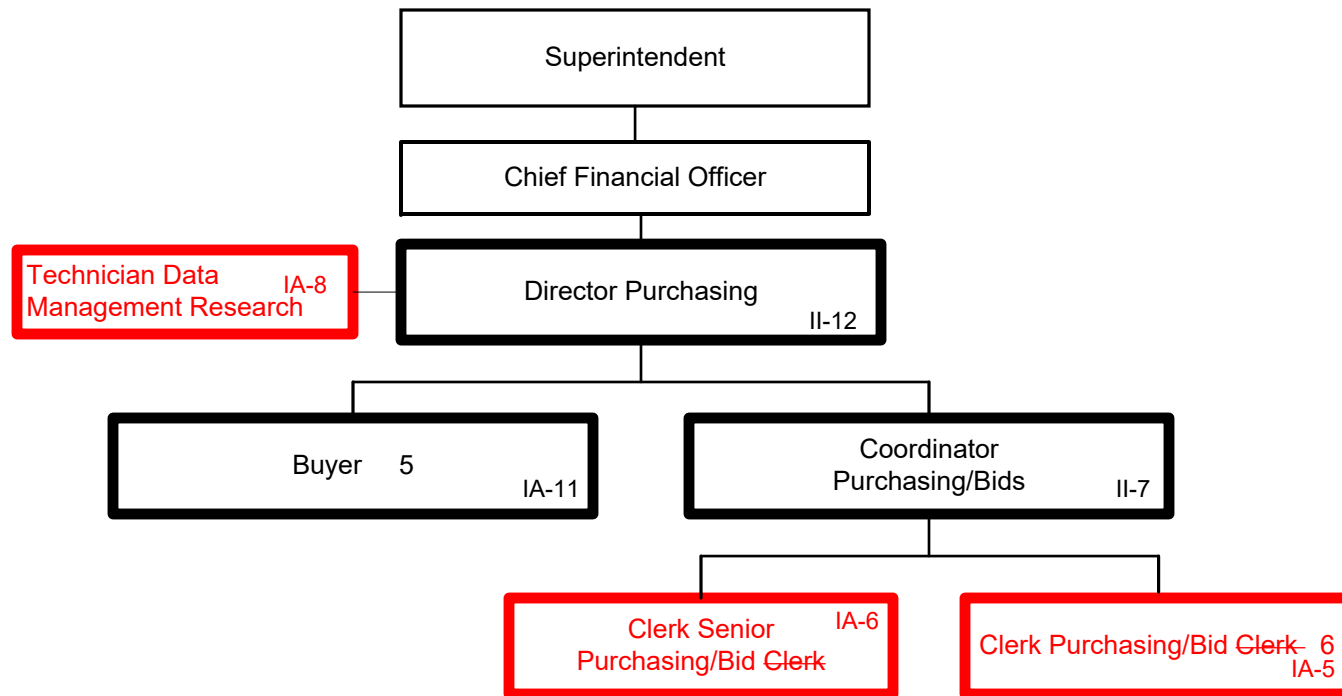 Superintendent
Chief Financial Officer
Technician Data
Management Research
IA-8
Director Purchasing
II-12
Buyer 5
IA-11
Coordinator
Purchasing/Bids
II-7
Clerk Senior
Purchasing/Bid Clerk
IA-6
Clerk Purchasing/Bid Clerk 6
IA-5